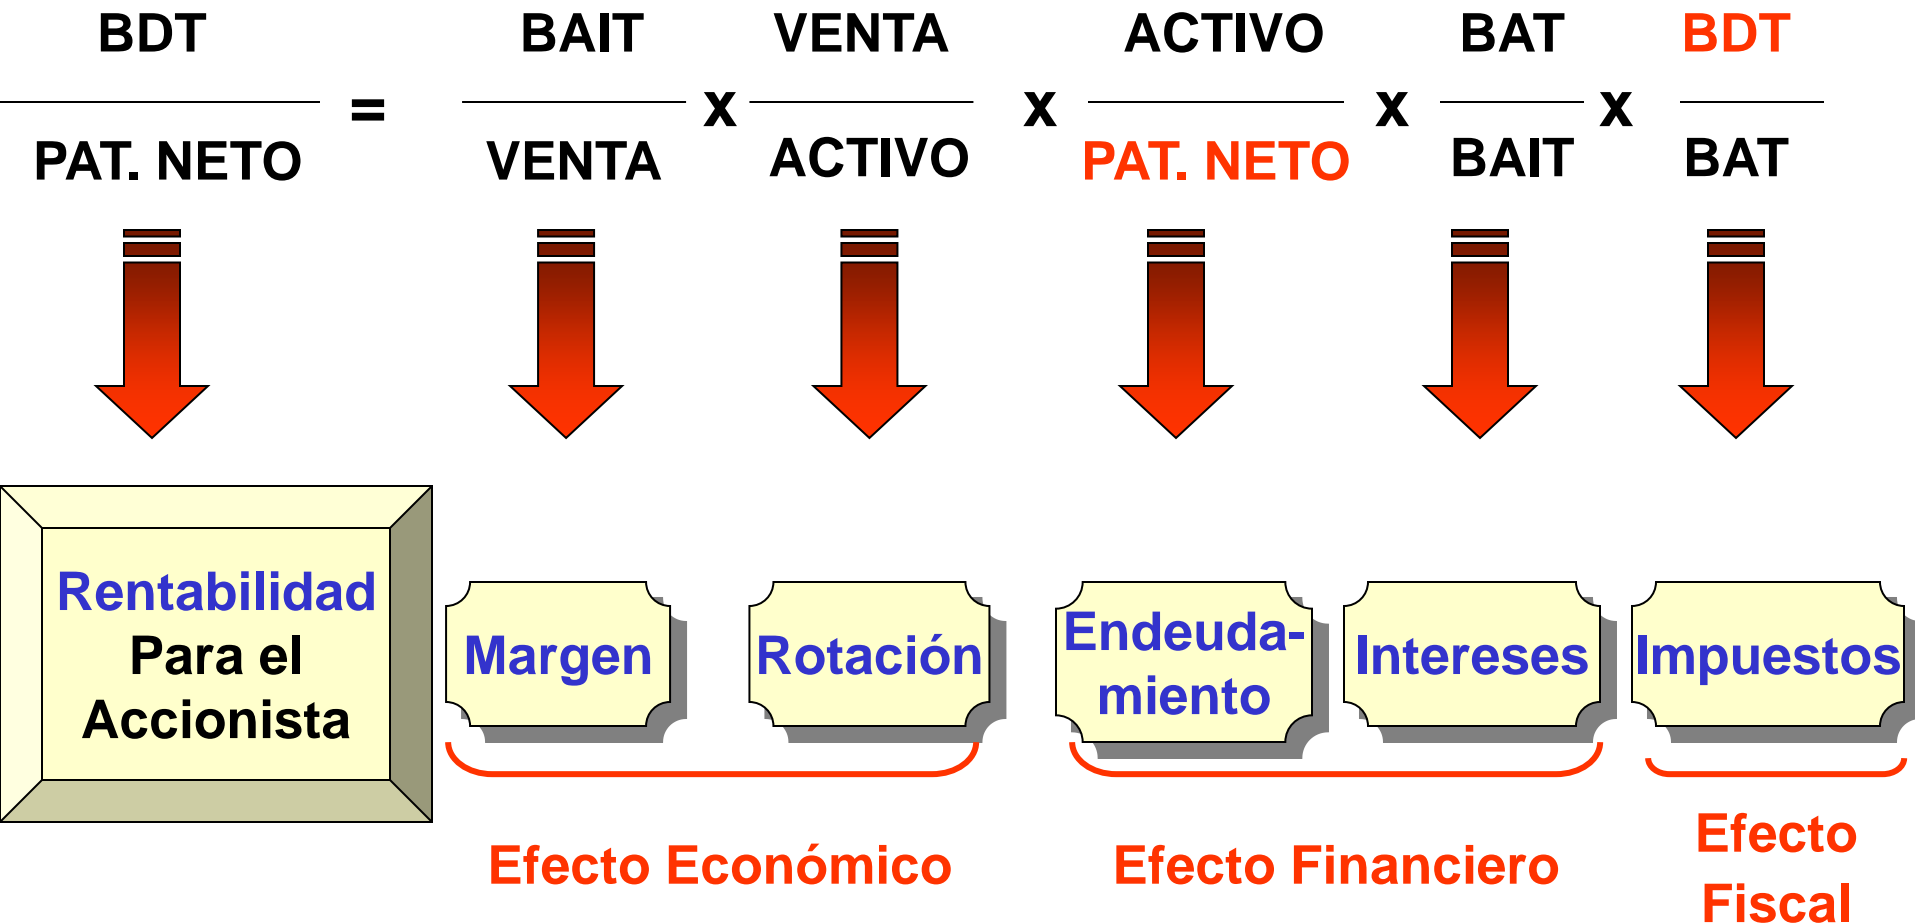 BDT BAIT VENTA ACTIVO BAT BDT
= x x x x
PAT. NETO VENTA ACTIVO PAT. NETO BAIT BAT
Rentabilidad
Para el
Accionista
Margen
Rotación
Endeuda-
miento
Intereses
Impuestos
Efecto Económico
Efecto Financiero
Efecto
Fiscal